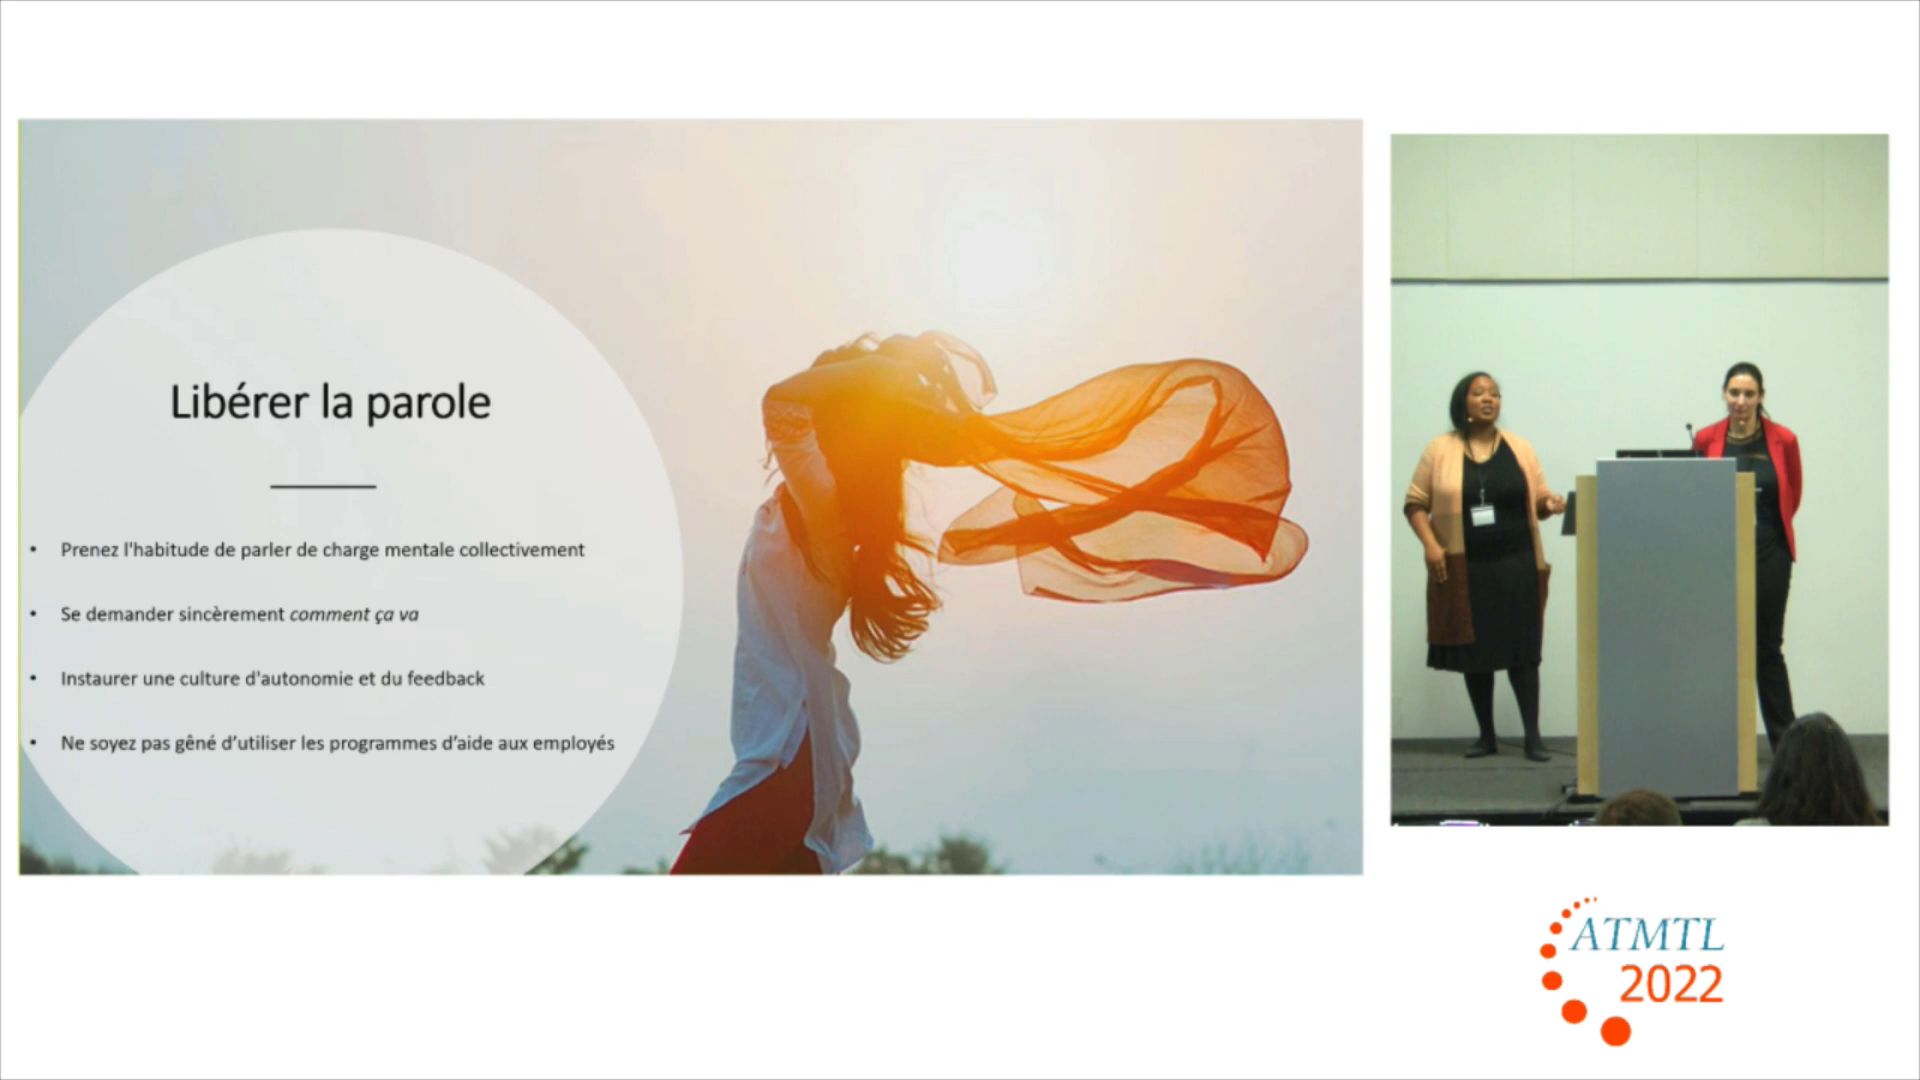 Libérer la parole
• Prenez l'habitude de parler de charge mentale collectivement
• Se demander sincèrement comment ça va
• Instaurer une culture d'autonomie et du feedback
• Ne soyez pas gêné d’utiliser les programmes d’aide aux employés
ATMTL
2022